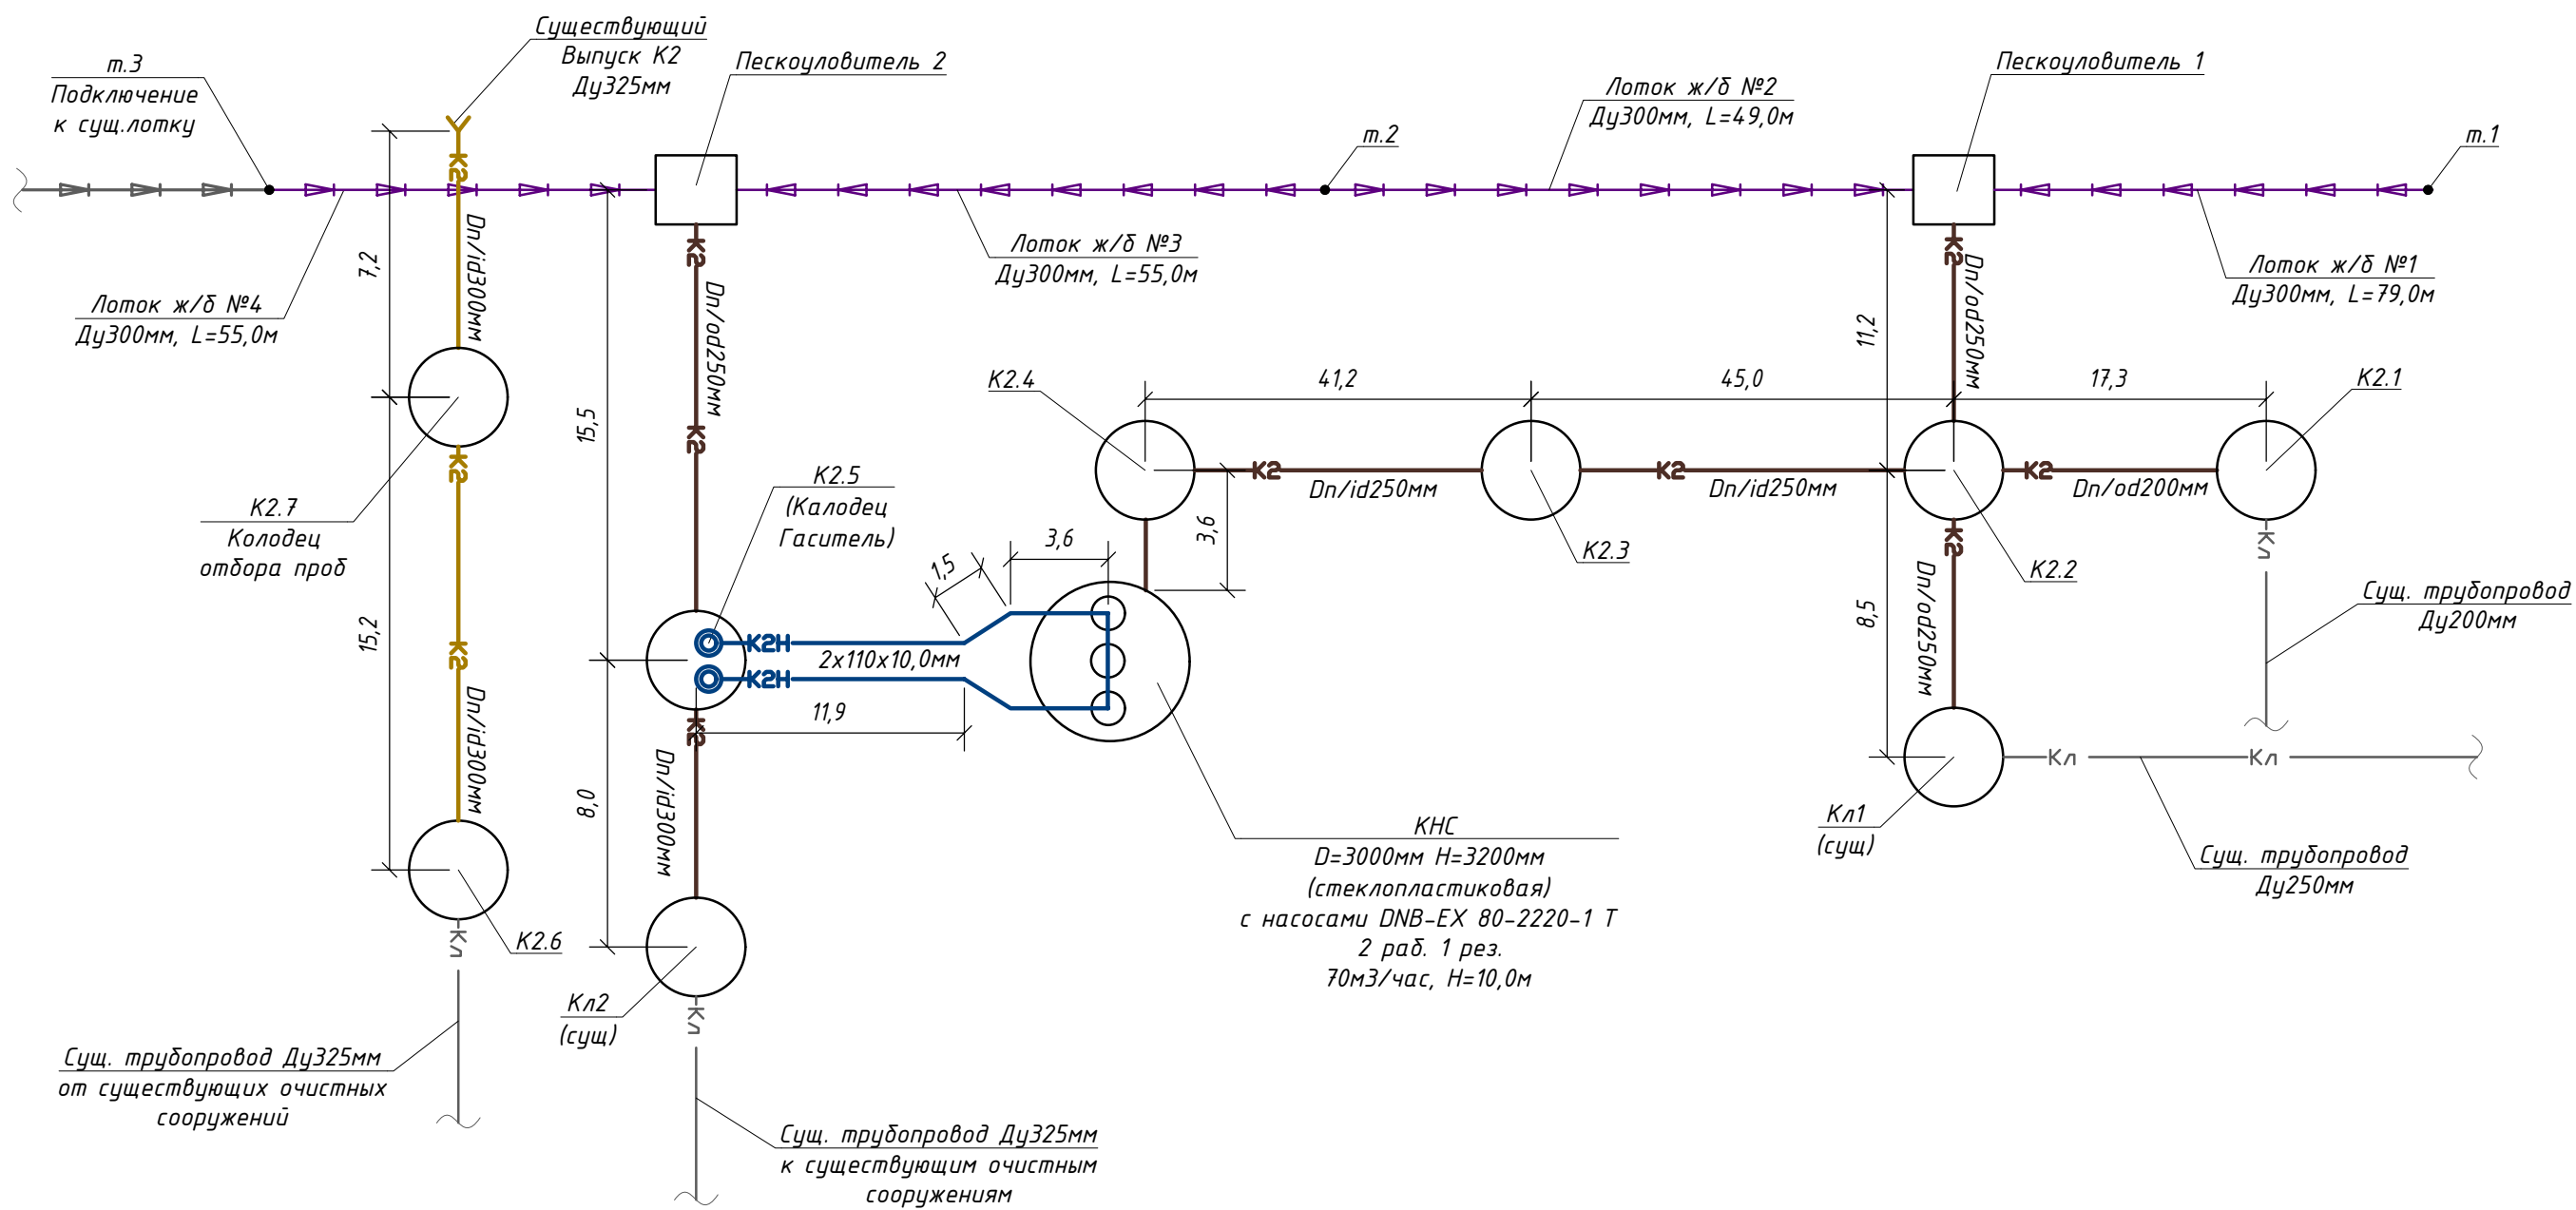 Существующий
Выпуск К2
Ду325мм
т.3
Подключение
к сущ.лотку
Пескоуловитель 2
Лоток ж/б №2
Ду300мм, L=49,0м
Пескоуловитель 1
т.2
т.1
К2
7,2
Dn/id300мм
К2
Dn/od250мм
Лоток ж/б №3
Ду300мм, L=55,0м
К2
Dn/od250мм
Лоток ж/б №1
Ду300мм, L=79,0м
Лоток ж/б №4
Ду300мм, L=55,0м
11,2
К2.4
41,2
45,0
17,3
К2.1
15,5
К2
К2
К2.5
(Калодец
Гаситель)
К2
Dn/id250мм
К2
Dn/id250мм
К2
Dn/od200мм
К2.7
Колодец
отбора проб
1,5
3,6
3,6
К2.3
К2
К2.2
Кл
15,2
К2
К2Н
2х110х10,0мм
К2Н
Dn/od250мм
8,5
Сущ. трубопровод
Ду200мм
Dn/id300мм
11,9
К2
Dn/id300мм
8,0
Кл
Кл
КНС
D=3000мм Н=3200мм
(стеклопластиковая)
с насосами DNB-EX 80-2220-1 Т
2 раб. 1 рез.
70м3/час, Н=10,0м
Кл1
(сущ)
Сущ. трубопровод
Ду250мм
К2.6
Кл
Кл2
(сущ)
Кл
Сущ. трубопровод Ду325мм
от существующих очистных
сооружений
Сущ. трубопровод Ду325мм
к существующим очистным
сооружениям